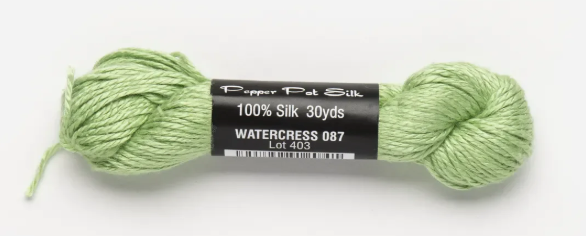 Pepper Pot Silk
100% Silk 30yds
WATERCRESS 087
Lot 403